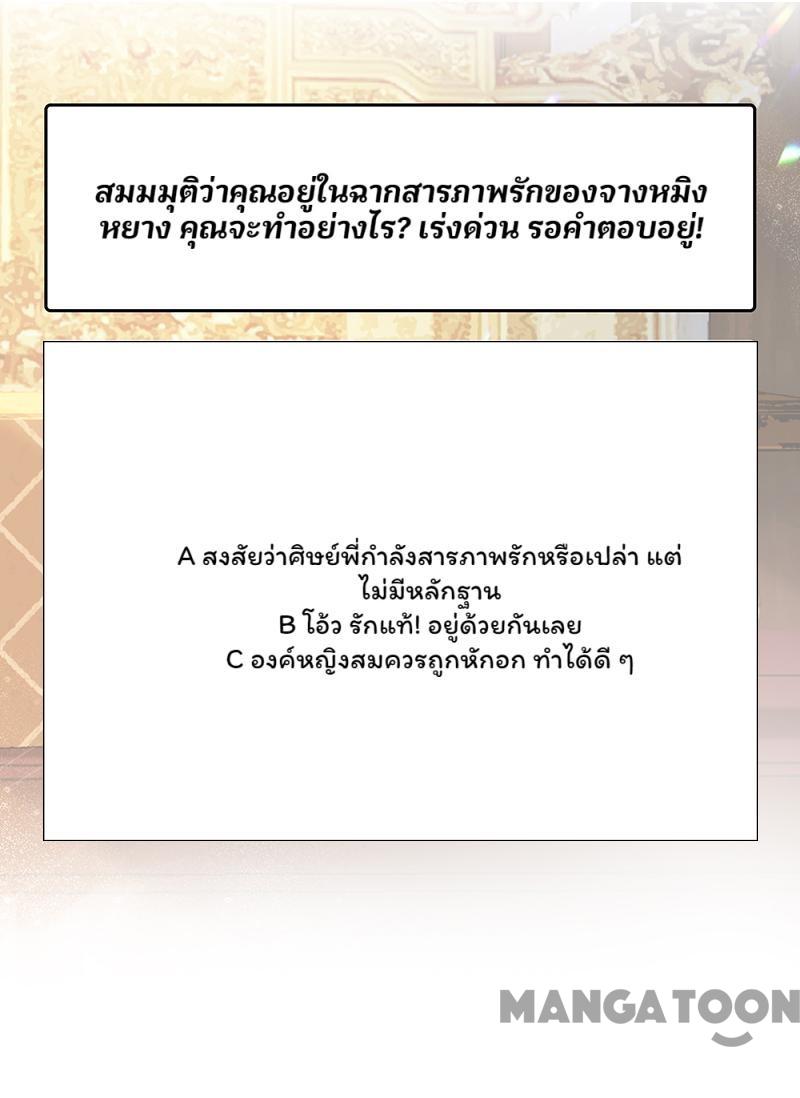 สมมมุติว่าคุณอยู่ในฉากสารภาพรักของจางหมิง
หยาง คุณจะทำอย่างไร? เร่งด่วน รอคำตอบอยู่!
A สงสัยว่าศิษย์พี่กำลังสารภาพรักหรือเปล่า แต่
ไม่มีหลักฐาน
B โอ้ว รักแท้! อยู่ด้วยกันเลย
C องค์หญิงสมควรถูกหักอก ทำได้ดี ๆ
MANGATOON